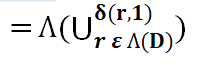 = Λ(⋃_{r ε Λ(D)}^{δ(r,1)})